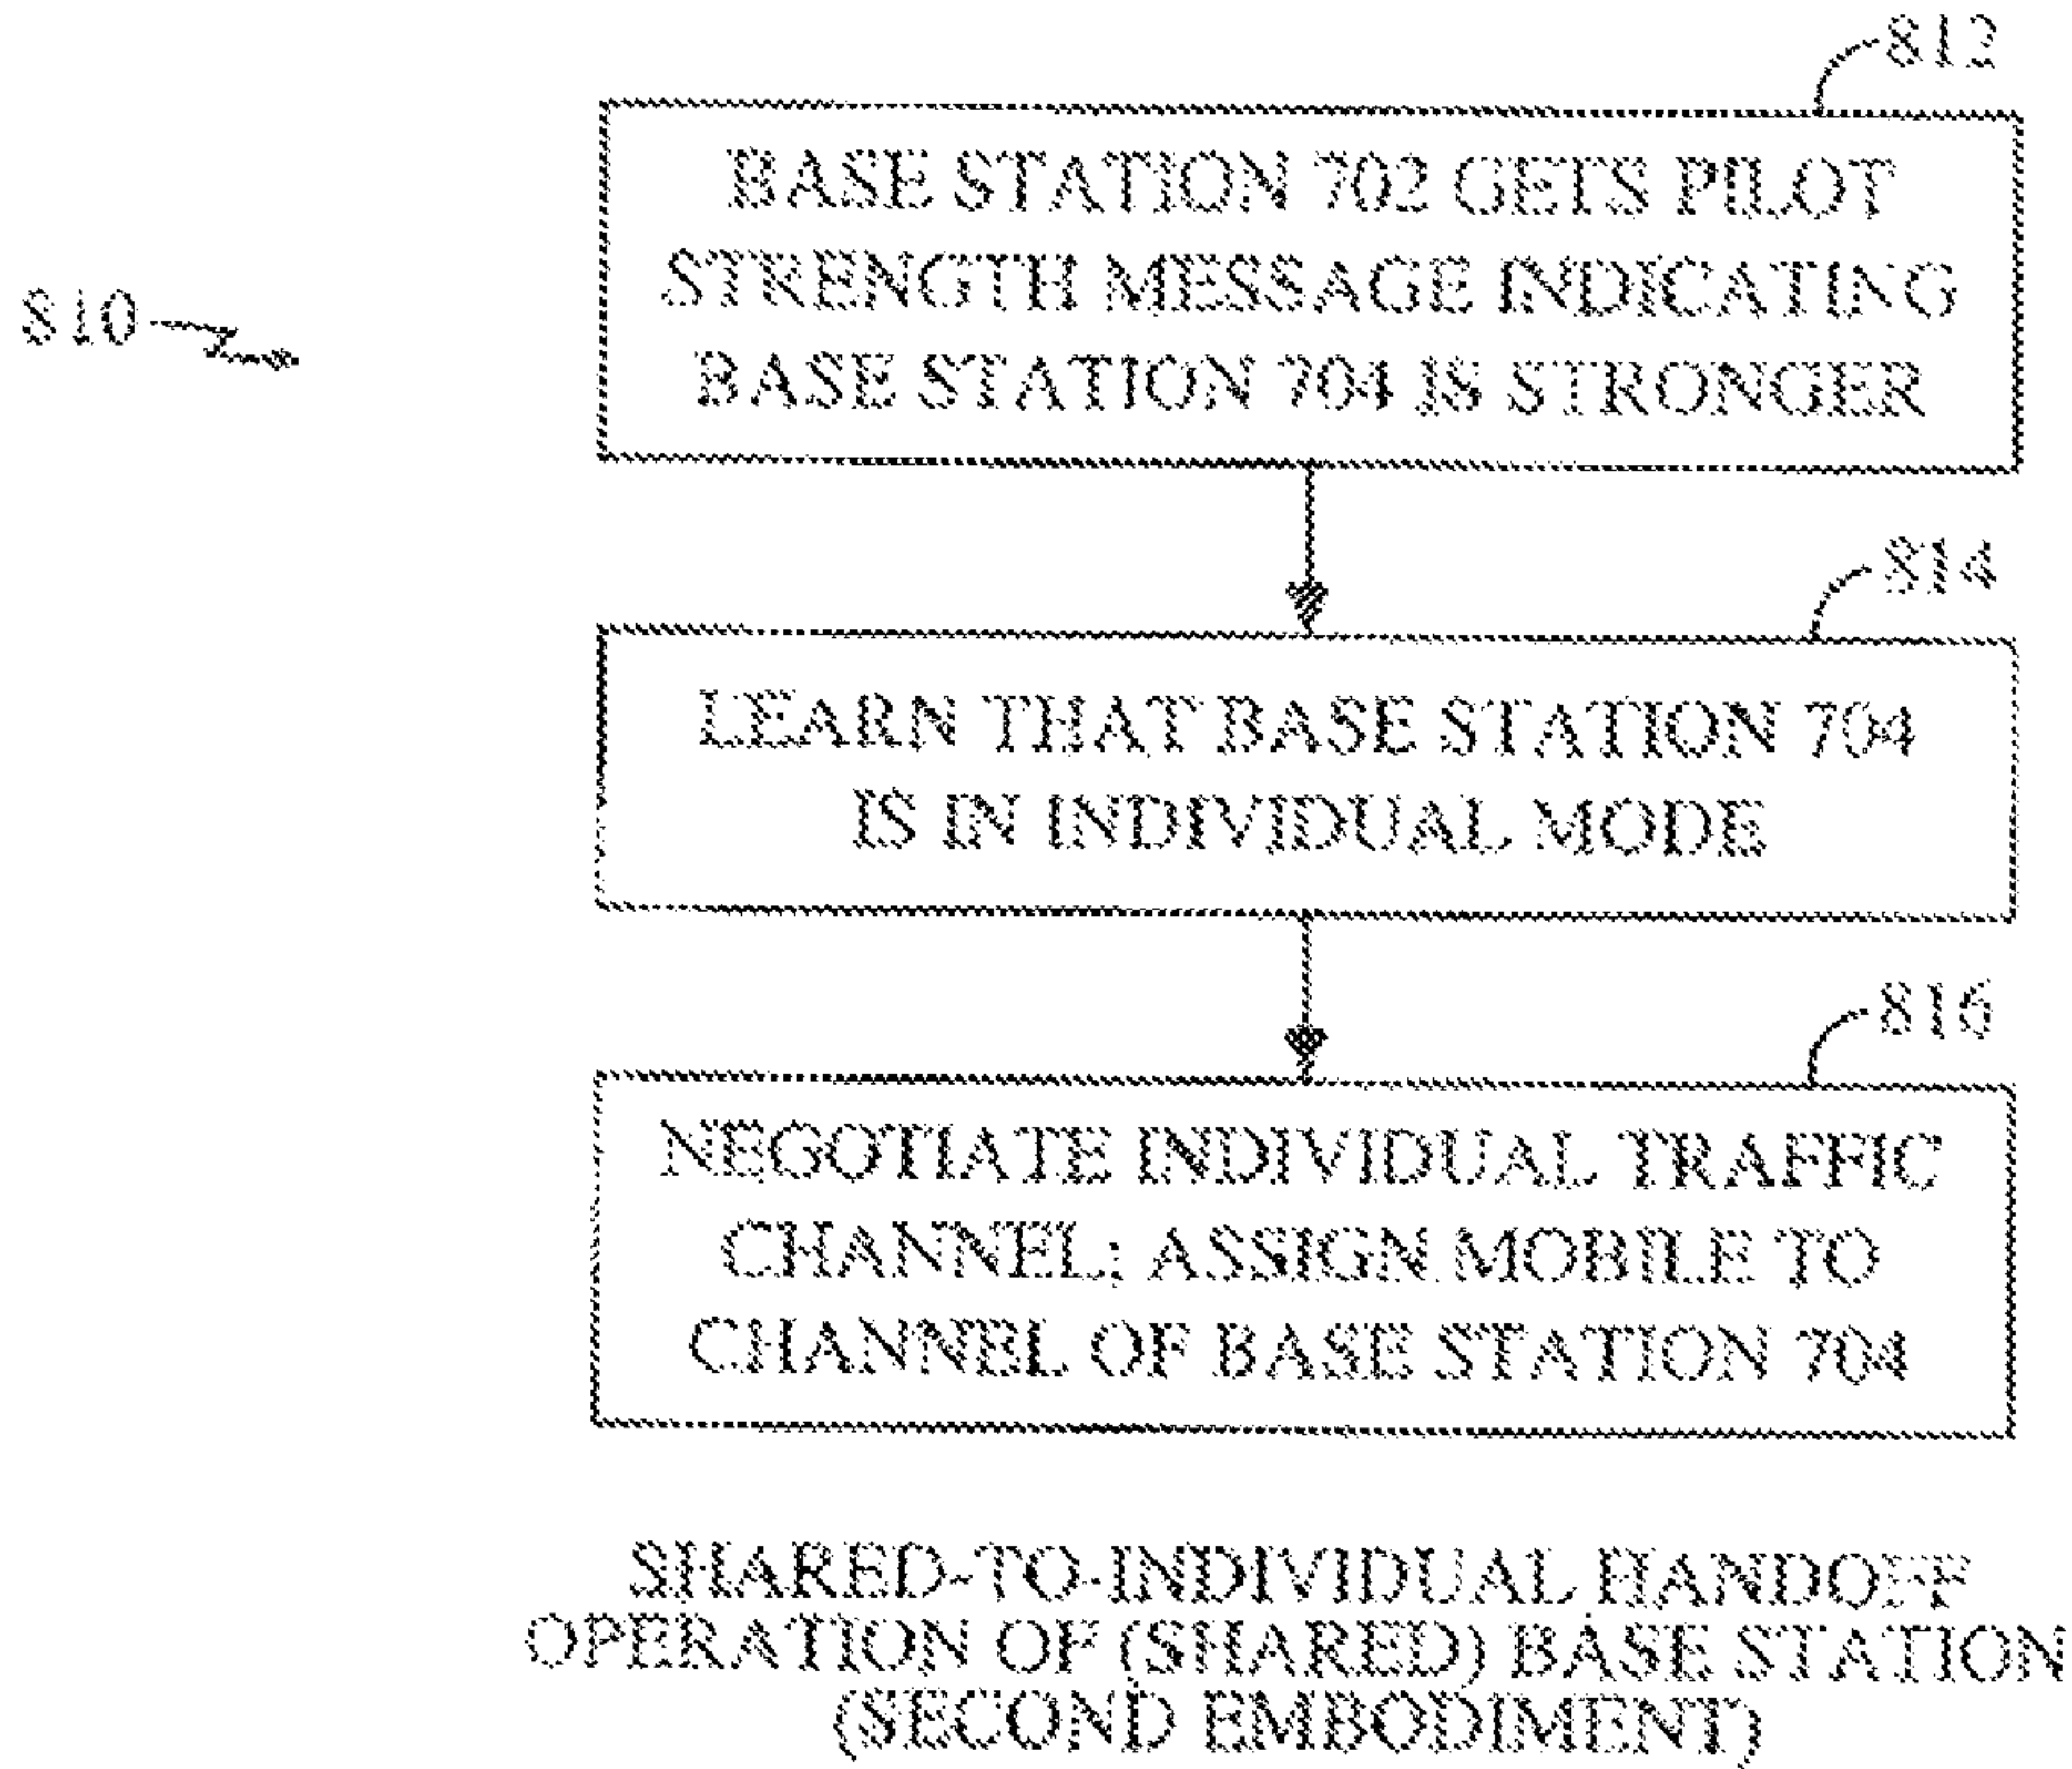 812
BASE STATION 702 GETS PILOT
STRENGTH MESSAGE INDICATING
BASE STATION 704 IS STRONGER
810
814
LEARN THAT BASE STATION 704
IS IN INDIVIDUAL MODE
816
NEGOTIATE INDIVIDUAL TRAFFIC
CHANNEL; ASSIGN MOBILE TO
CHANNEL OF BASE STATION 704
SHARED-TO-INDIVIDUAL HANDOFF
OPERATION OF (SHARED) BASE STATION
(SECOND EMBODIMENT)